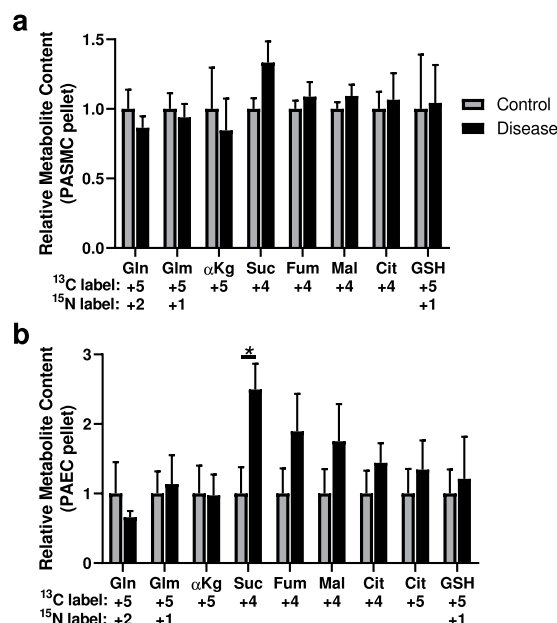 a
Relative Metabolite Content
(PASMC pellet)
1.5
1.0
0.5
0.0
Control
Disease
Gln Glm αKg Suc Fum Mal Cit GSH
13C label: +5 +5 +5 +4 +4 +4 +4 +5
15N label: +2 +1 +1
b
Relative Metabolite Content
(PAEC pellet)
3
2
1
0
*
Gln Glm αKg Suc Fum Mal Cit Cit GSH
13C label: +5 +5 +5 +4 +4 +4 +4 +5 +5
15N label: +2 +1 +1